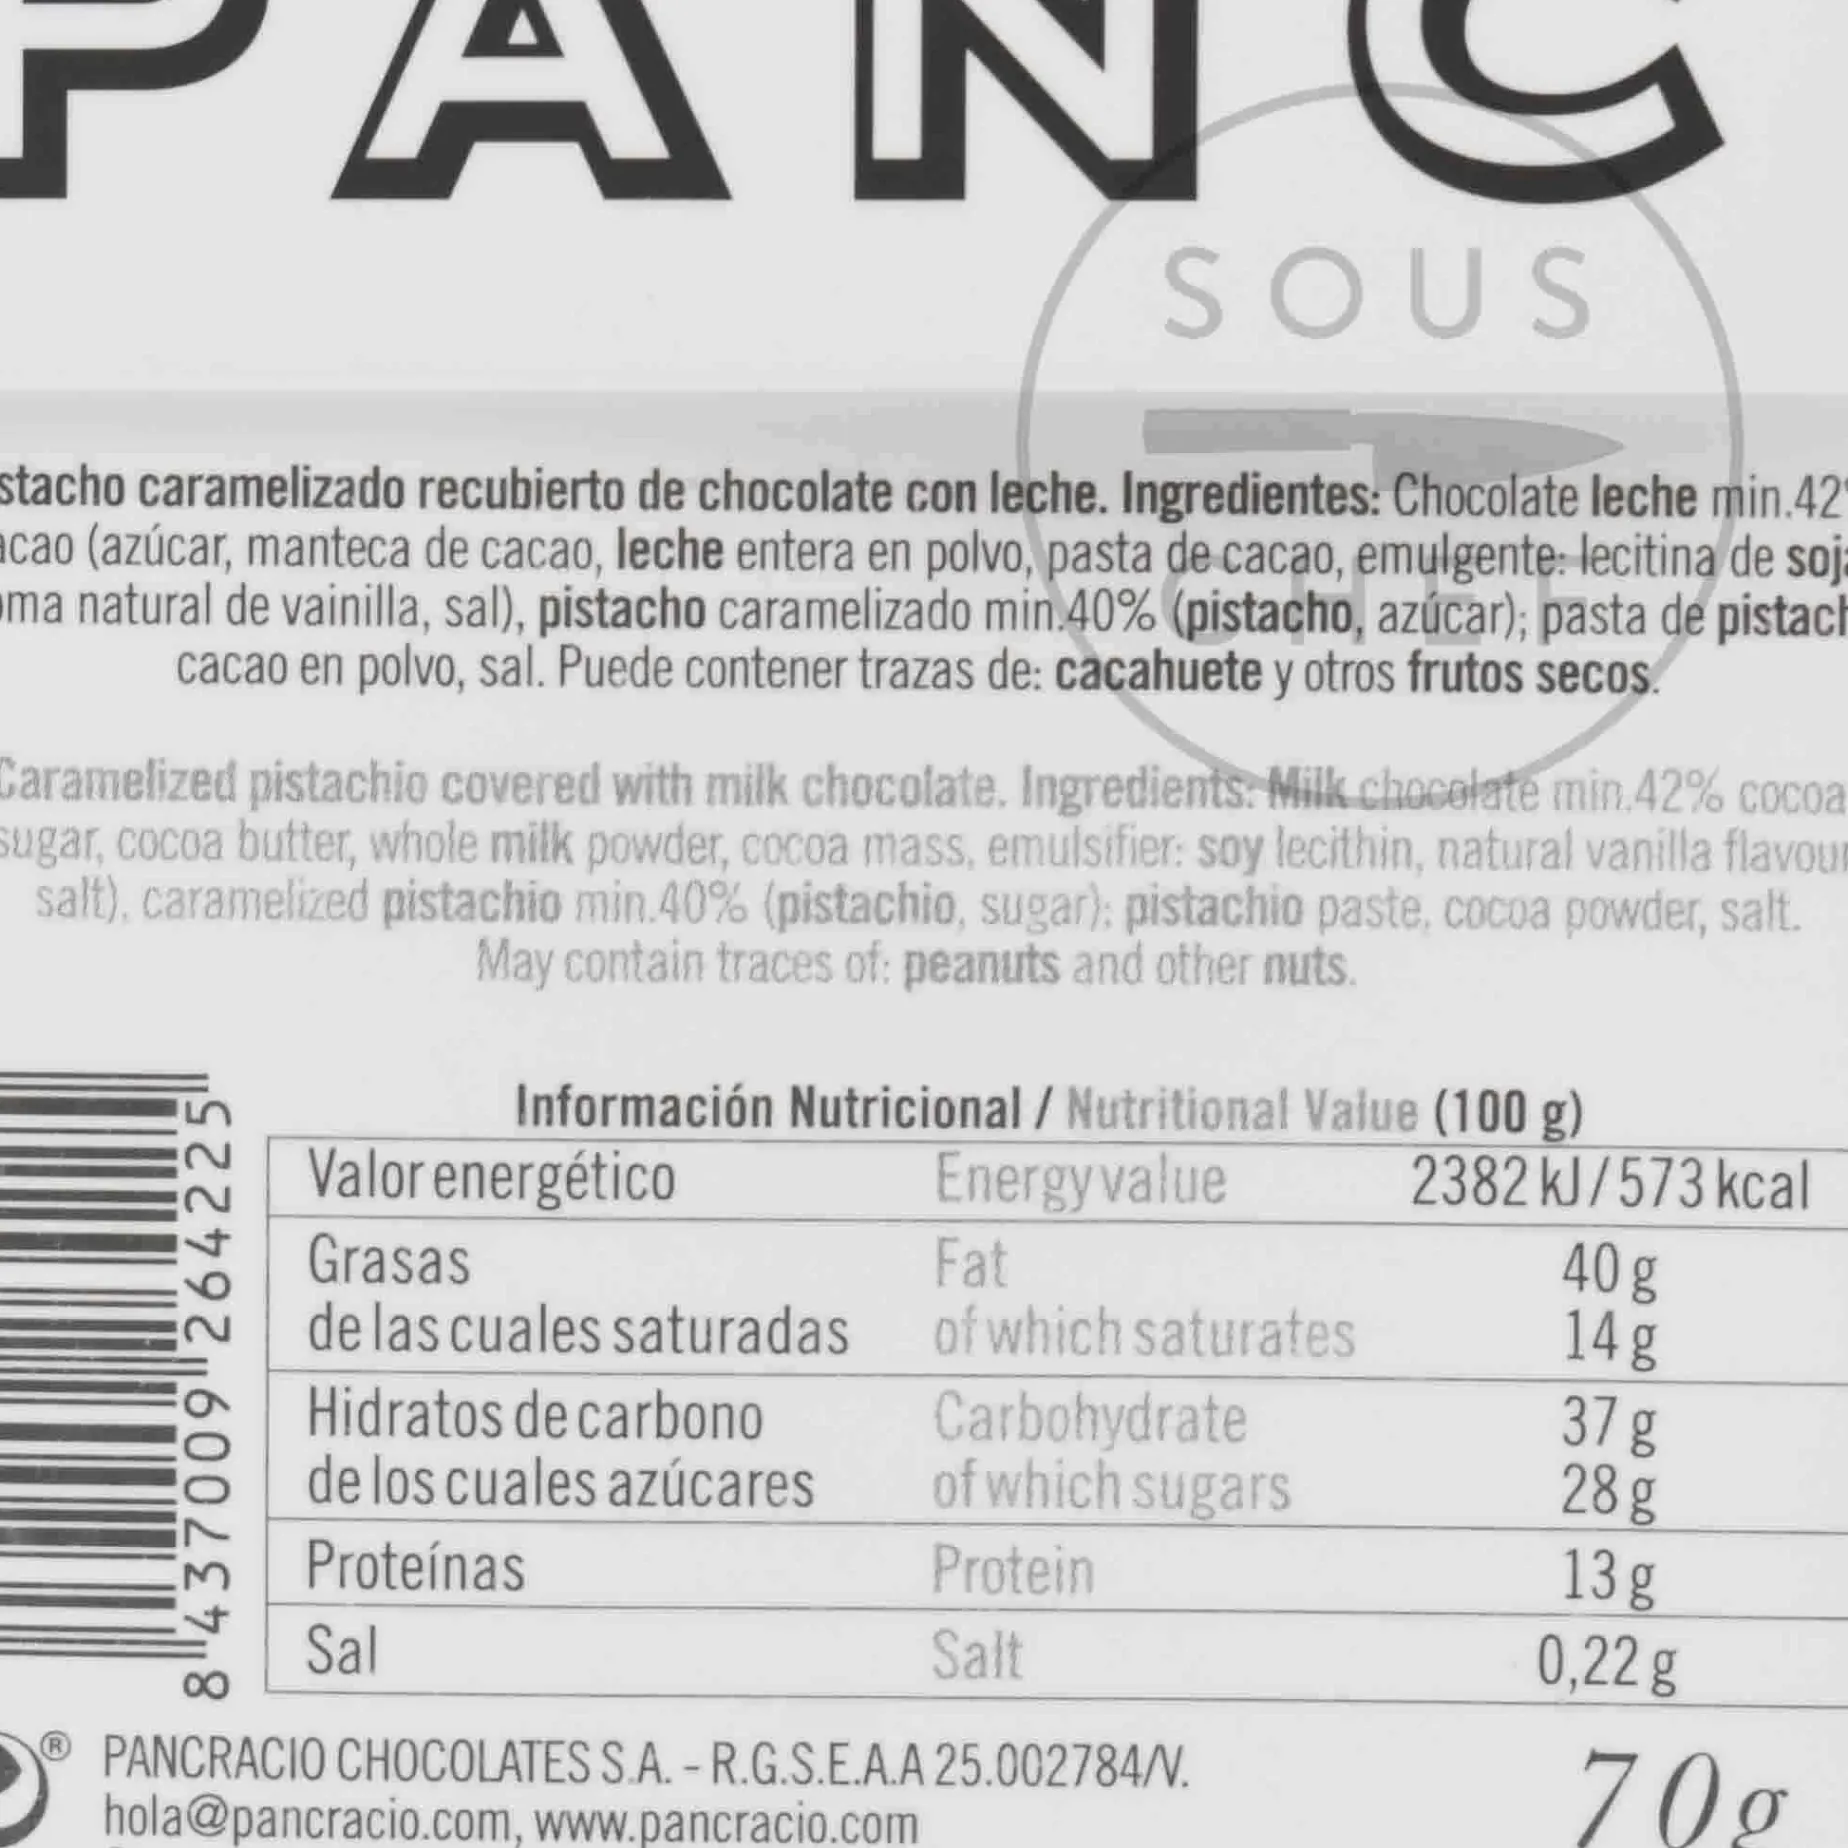 PANC
SOUS
CHEF
stacho caramelizado recubierto de chocolate con leche. Ingredientes: Chocolate leche min.42%
acao (azúcar, manteca de cacao, leche entera en polvo, pasta de cacao, emulgente: lecitina de soja
oma natural de vainilla, sal), pistacho caramelizado min.40% (pistacho, azúcar); pasta de pistach
cacao en polvo, sal. Puede contener trazas de: cacahuete y otros frutos secos.
Caramelized pistachio covered with milk chocolate. Ingredients: Milk chocolate min.42% cocoa
sugar, cocoa butter, whole milk powder, cocoa mass, emulsifier: soy lecithin, natural vanilla flavour
salt), caramelized pistachio min.40% (pistachio, sugar); pistachio paste, cocoa powder, salt.
May contain traces of: peanuts and other nuts.
Información Nutricional / Nutritional Value (100 g)
Valor energético Energy value 2382 kJ/573 kcal
Grasas Fat 40 g
de las cuales saturadas of which saturates 14 g
Hidratos de carbono Carbohydrate 37 g
de los cuales azúcares of which sugars 28 g
Proteínas Protein 13 g
Sal Salt 0,22 g
8 437009 264225
® PANCRACIO CHOCOLATES S.A. - R.G.S.E.A.A 25.002784/V.
hola@pancracio.com, www.pancracio.com
70g